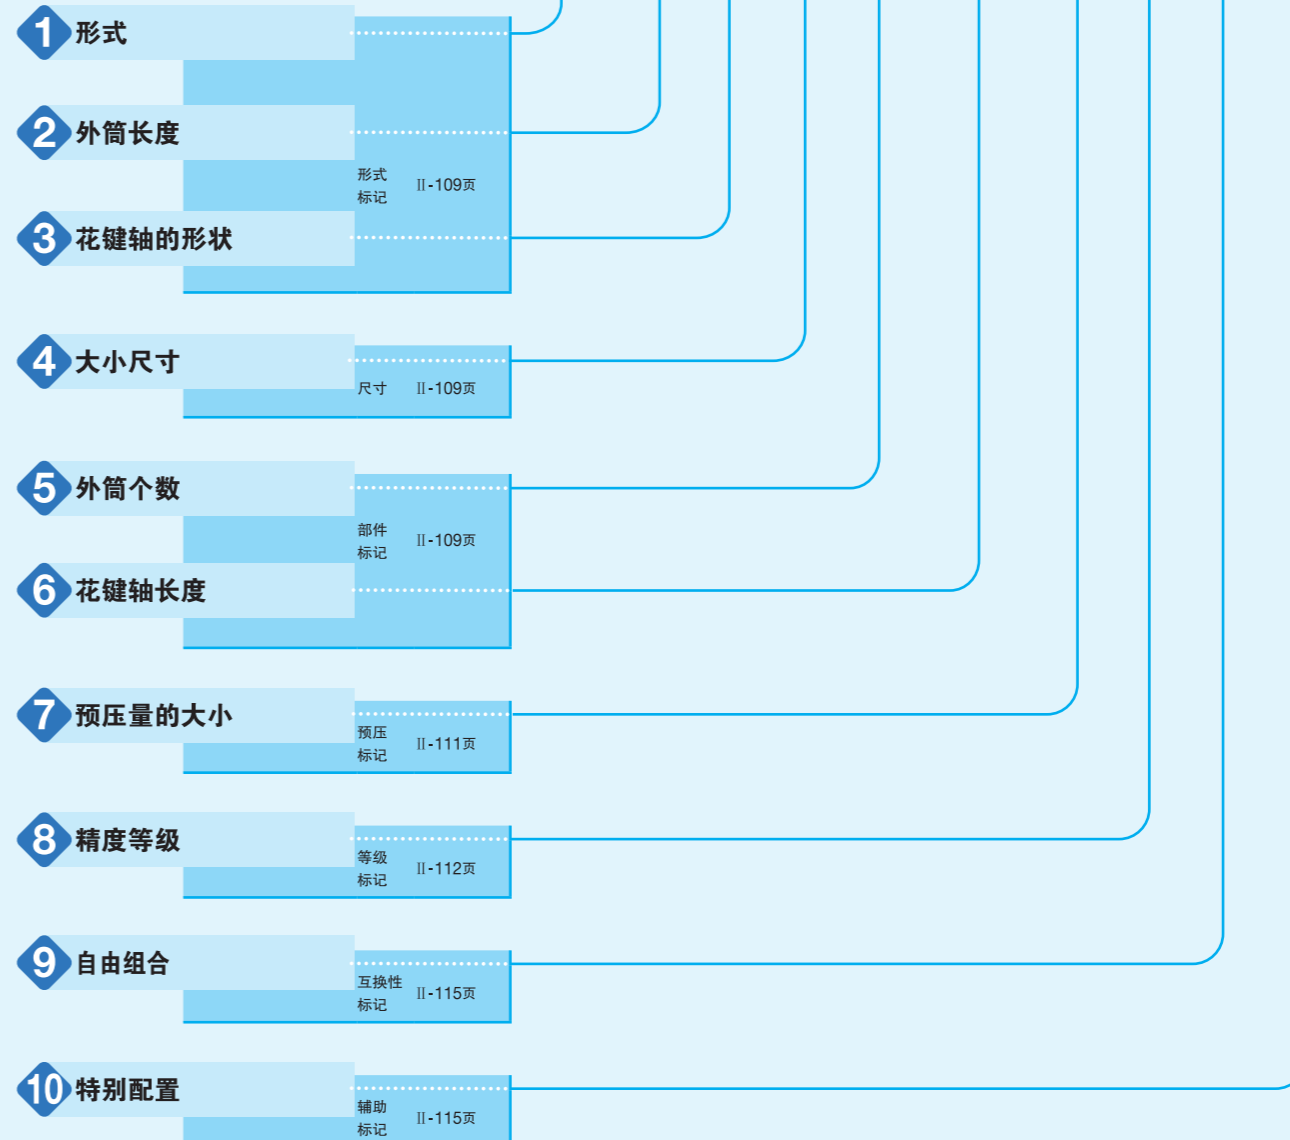 1 形式
2 外筒长度
形式
标记 Ⅱ-109页
3 花键轴的形状
4 大小尺寸
尺寸 Ⅱ-109页
5 外筒个数
部件
标记 Ⅱ-109页
6 花键轴长度
7 预压量的大小
预压
标记 Ⅱ-111页
8 精度等级
等级
标记 Ⅱ-112页
9 自由组合
互换性
标记 Ⅱ-115页
10 特别配置
辅助
标记 Ⅱ-115页